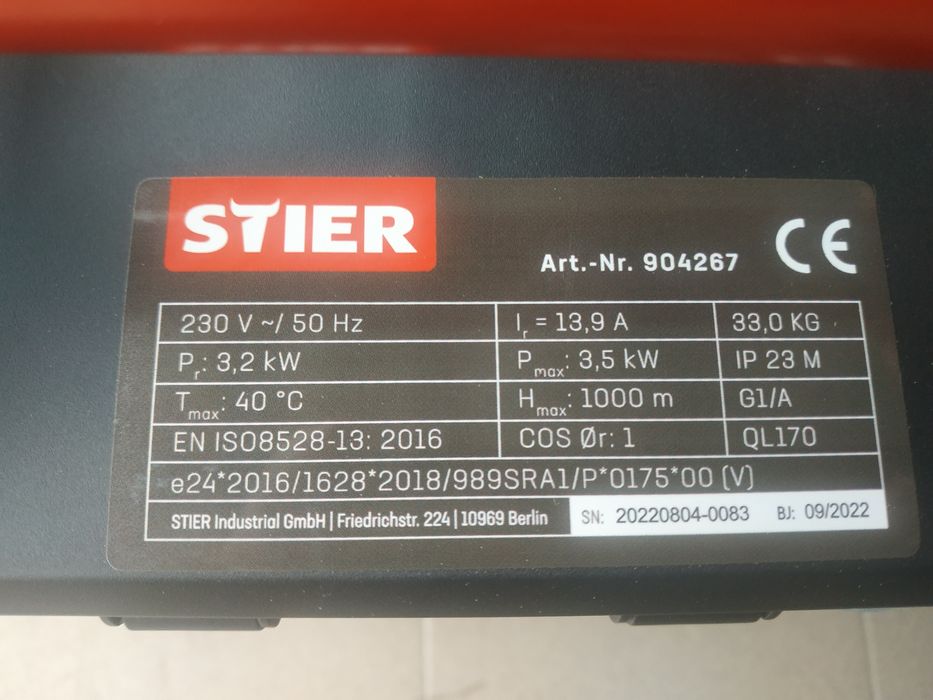 STIER
Art.-Nr. 904267
CE
230 V ~/ 50 Hz
Ir = 13,9 A
33,0 KG
Pr: 3,2 kW
Pmax: 3,5 kW
IP 23 M
Tmax: 40 °C
Hmax: 1000 m
G1/A
EN ISO8528-13: 2016
COS Ør: 1
QL170
e24*2016/1628*2018/989SRA1/P*0175*00 (V)
STIER Industrial GmbH | Friedrichstr. 224 | 10969 Berlin
SN: 20220804-0083
BJ: 09/2022